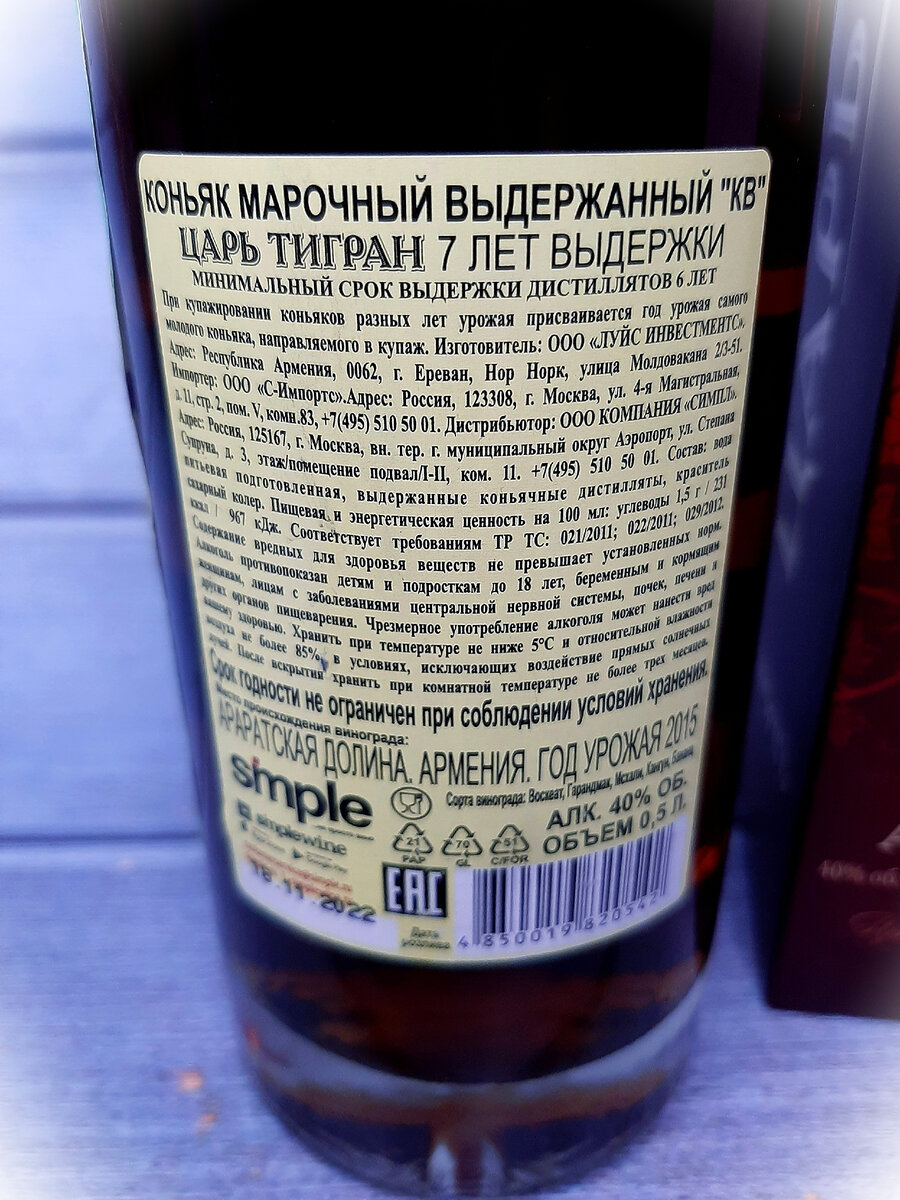 КОНЬЯК МАРОЧНЫЙ ВЫДЕРЖАННЫЙ "КВ"
ЦАРЬ ТИГРАН 7 ЛЕТ ВЫДЕРЖКИ
МИНИМАЛЬНЫЙ СРОК ВЫДЕРЖКИ ДИСТИЛЛЯТОВ 6 ЛЕТ
При купажировании коньяков разных лет урожая присваивается год урожая самого
молодого коньяка, направляемого в купаж. Изготовитель: ООО «ЛУЙС ИНВЕСТМЕНТС».
Адрес: Республика Армения, 0062, г. Ереван, Нор Норк, улица Молдовакана 2/3-51.
Импортер: ООО «С-Импортс».Адрес: Россия, 123308, г. Москва, ул. 4-я Магистральная,
д. 11, стр. 2, пом. V, комн.83, +7(495) 510 50 01. Дистрибьютор: ООО КОМПАНИЯ «СИМПЛ».
Адрес: Россия, 125167, г. Москва, вн. тер. г. муниципальный округ Аэропорт, ул. Степана
Супруна, д. 3, этаж/помещение подвал/I-II, ком. 11. +7(495) 510 50 01. Состав: вода
питьевая подготовленная, выдержанные коньячные дистилляты, краситель
сахарный колер. Пищевая и энергетическая ценность на 100 мл: углеводы 1,5 г / 231
ккал / 967 кДж. Соответствует требованиям ТР ТС: 021/2011; 022/2011; 029/2012.
Содержание вредных для здоровья веществ не превышает установленных норм.
Алкоголь противопоказан детям и подросткам до 18 лет, беременным и кормящим
женщинам, лицам с заболеваниями центральной нервной системы, почек, печени и
других органов пищеварения. Чрезмерное употребление алкоголя может нанести вред
вашему здоровью. Хранить при температуре не ниже 5°С и относительной влажности
воздуха не более 85%, в условиях, исключающих воздействие прямых солнечных
лучей. После вскрытия хранить при комнатной температуре не более трех месяцев.
Срок годности не ограничен при соблюдении условий хранения.
Место происхождения винограда:
АРАРАТСКАЯ ДОЛИНА. АРМЕНИЯ. ГОД УРОЖАЯ 2015
Сорта винограда: Воскеат, Гарандмак, Мсхали, Кангун, Бананц
simple
АЛК. 40% ОБ.
ОБЪЕМ 0,5 Л.
simplewine
21 70 51
PAP GL C/FOR
16.11.2022
EAC
Дата
розлива
4 850019 820542